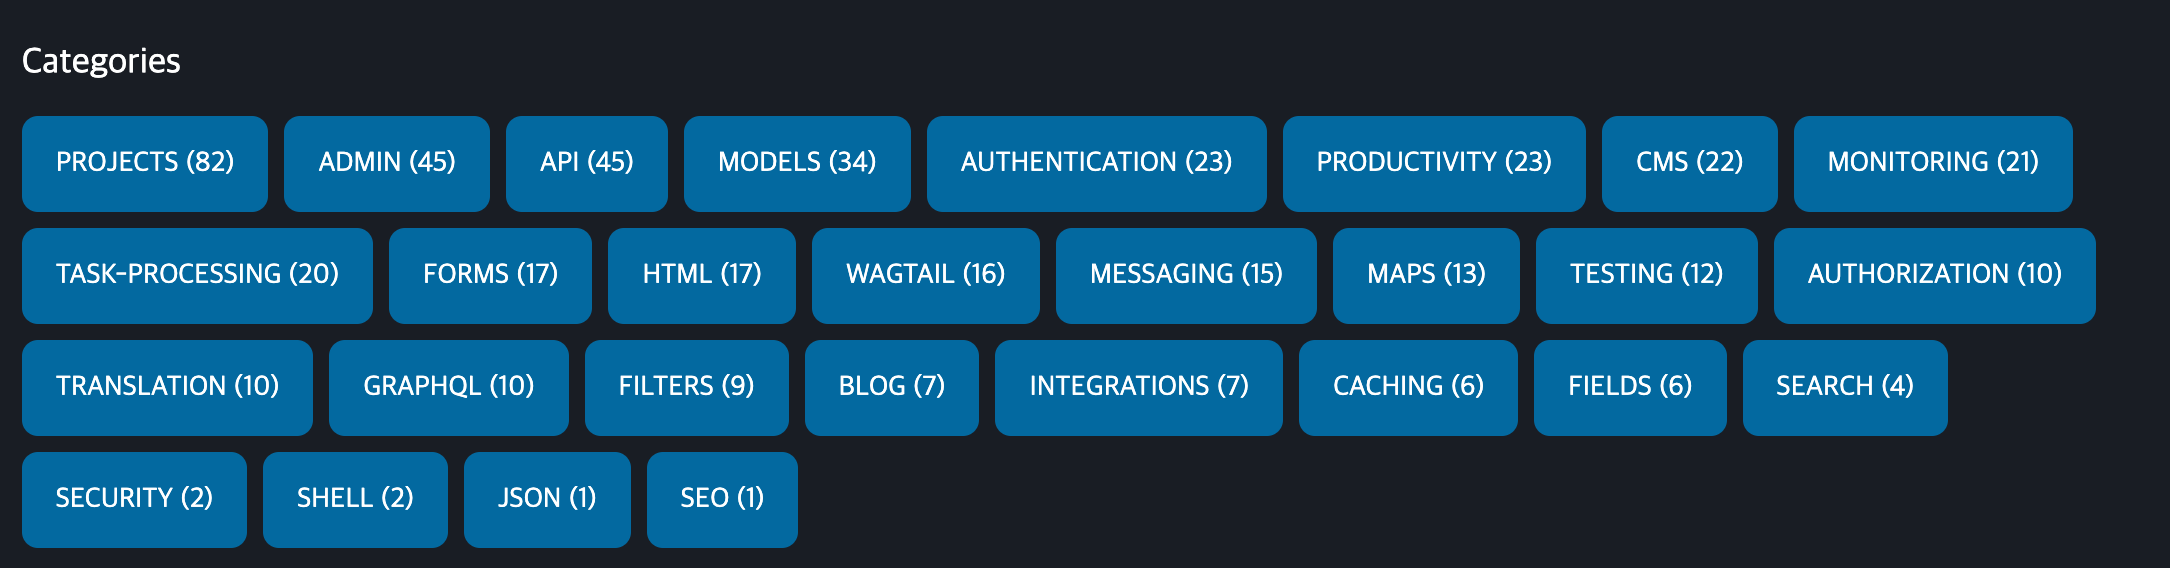 Categories
PROJECTS (82) ADMIN (45) API (45) MODELS (34) AUTHENTICATION (23) PRODUCTIVITY (23) CMS (22) MONITORING (21)
TASK-PROCESSING (20) FORMS (17) HTML (17) WAGTAIL (16) MESSAGING (15) MAPS (13) TESTING (12) AUTHORIZATION (10)
TRANSLATION (10) GRAPHQL (10) FILTERS (9) BLOG (7) INTEGRATIONS (7) CACHING (6) FIELDS (6) SEARCH (4)
SECURITY (2) SHELL (2) JSON (1) SEO (1)